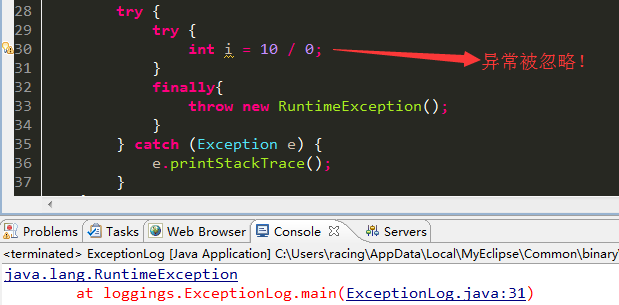 28 try {
29 try {
30 int i = 10 / 0; 异常被忽略!
31 }
32 finally{
33 throw new RuntimeException();
34 }
35 } catch (Exception e) {
36 e.printStackTrace();
37 }
Problems Tasks Web Browser Console Servers
<terminated> ExceptionLog [Java Application] C:\Users\racing\AppData\Local\MyEclipse\Common\binary\
java.lang.RuntimeException
at loggings.ExceptionLog.main(ExceptionLog.java:31)